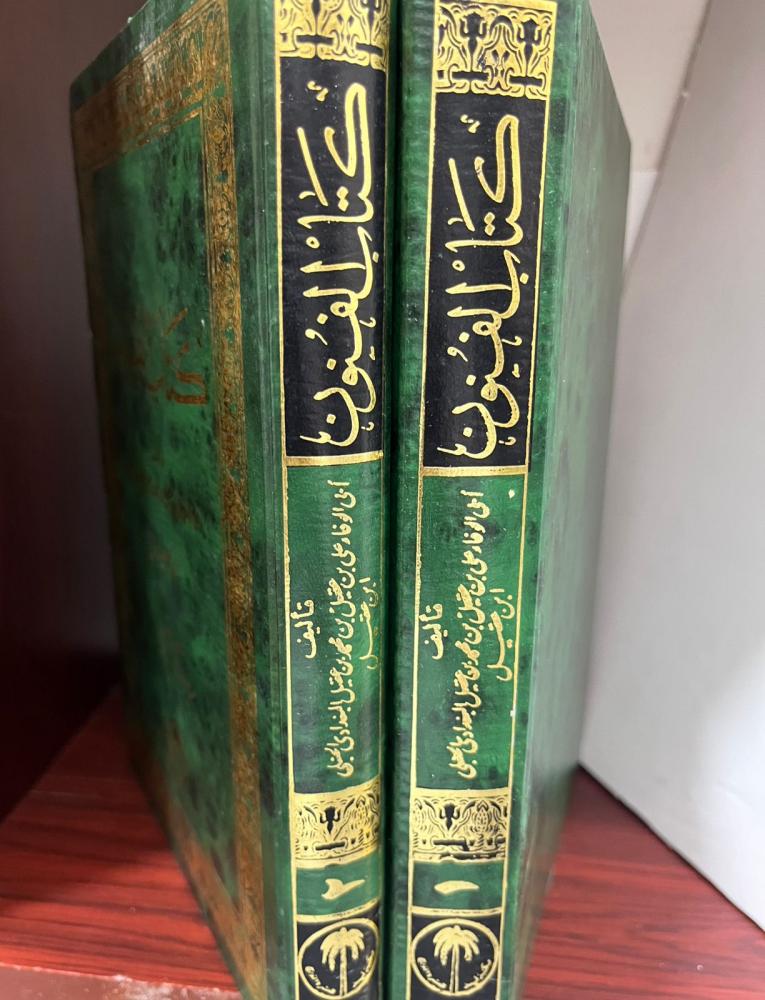 كتاب الفنون
تأليف
أبي الوفاء علي بن عقيل بن محمد بن عقيل البغدادي الحنبلي
ابن عقيل
١
كتاب الفنون
تأليف
أبي الوفاء علي بن عقيل بن محمد بن عقيل البغدادي الحنبلي
ابن عقيل
٢